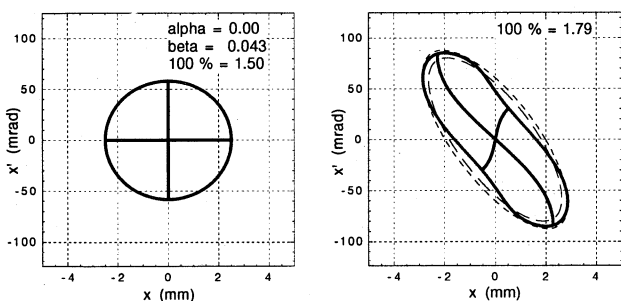 alpha = 0.00
beta = 0.043
100 % = 1.50
x' (mrad)
100
50
0
-50
-100
-4
-2
0
2
4
x (mm)
100 % = 1.79
x' (mrad)
100
50
0
-50
-100
-4
-2
0
2
4
x (mm)